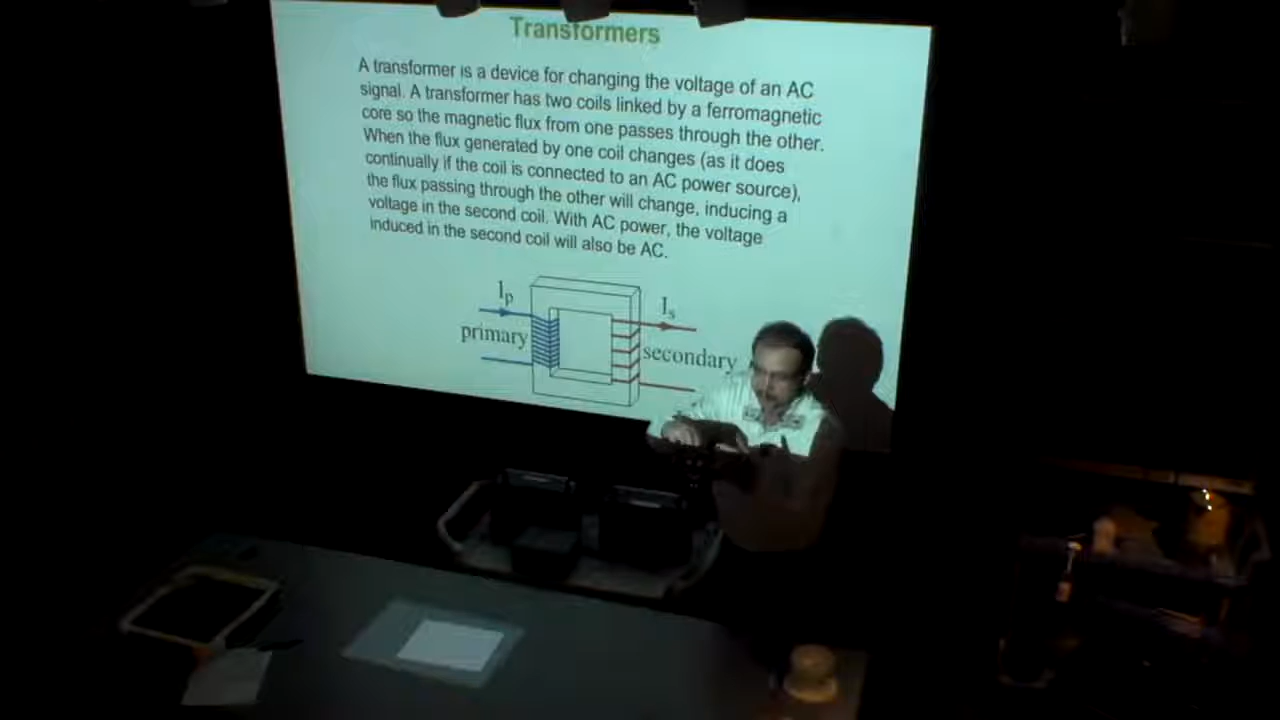 Transformers
A transformer is a device for changing the voltage of an AC
signal. A transformer has two coils linked by a ferromagnetic
core so the magnetic flux from one passes through the other.
When the flux generated by one coil changes (as it does
continually if the coil is connected to an AC power source),
the flux passing through the other will change, inducing a
voltage in the second coil. With AC power, the voltage
induced in the second coil will also be AC.
Ip
Is
primary
secondary